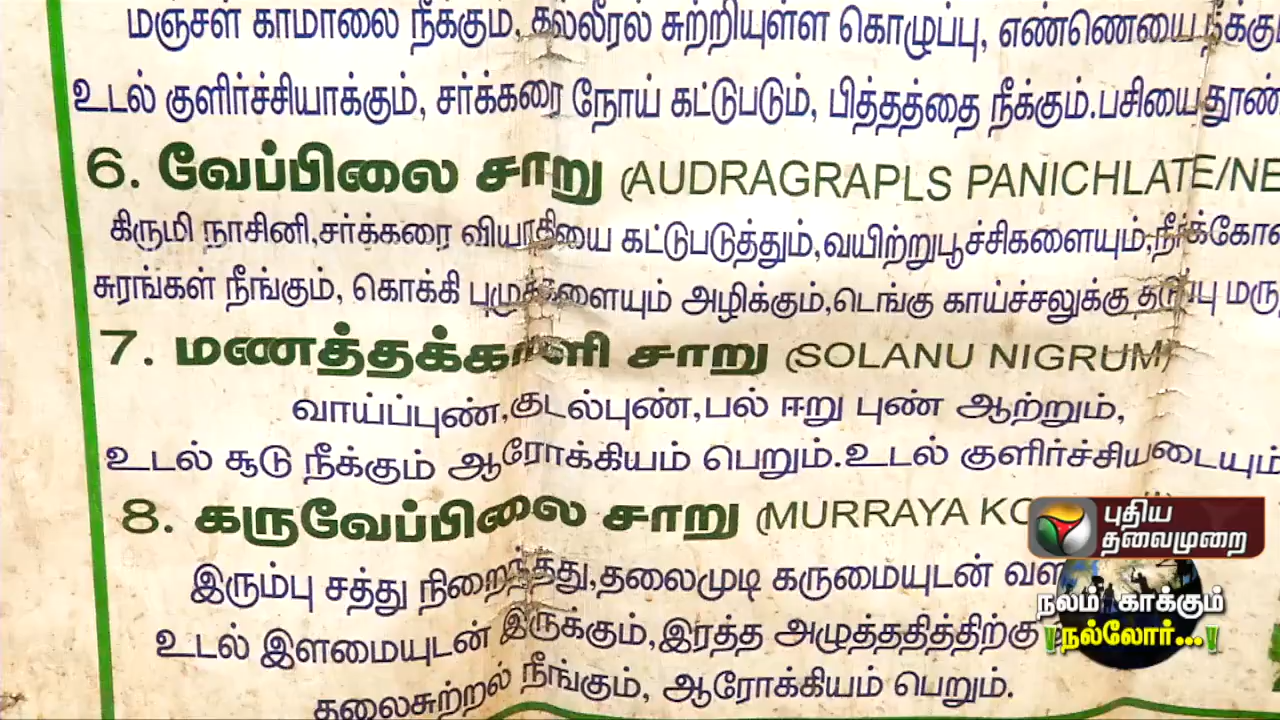 மஞ்சள் காமாலை நீக்கும், கல்லீரல் சுற்றியுள்ள கொழுப்பு, எண்ணெயை
உடல் குளிர்ச்சியாக்கும், சர்க்கரை நோய் கட்டுபடும், பித்தத்தை நீக்கும்.பசியை
6. வேப்பிலை சாறு (AUDRAGRAPLS PANICHLATE/NE
கிருமி நாசினி,சர்க்கரை வியாதியை கட்டுபடுத்தும்,வயிற்றுபூச்சிகளையும்,
சுரங்கள் நீங்கும், கொக்கி புழுக்களையும் அழிக்கும்,டெங்கு காய்ச்சலுக்கு தடுப்பு
7. மணத்தக்காளி சாறு (SOLANU NIGRUM)
வாய்ப்புண்,குடல்புண்,பல் ஈறு புண் ஆற்றும்,
உடல் சூடு நீக்கும் ஆரோக்கியம் பெறும்.உடல் குளிர்ச்சியடையும்
8. கருவேப்பிலை சாறு (MURRAYA
இரும்பு சத்து நிறைந்தது,தலைமுடி கருமையுடன்
உடல் இளமையுடன் இருக்கும்,இரத்த அழுத்ததித்திற்கு
தலைசுற்றல் நீங்கும், ஆரோக்கியம் பெறும்.
புதிய
தலைமுறை
நலம் காக்கும்
நல்லோர்...